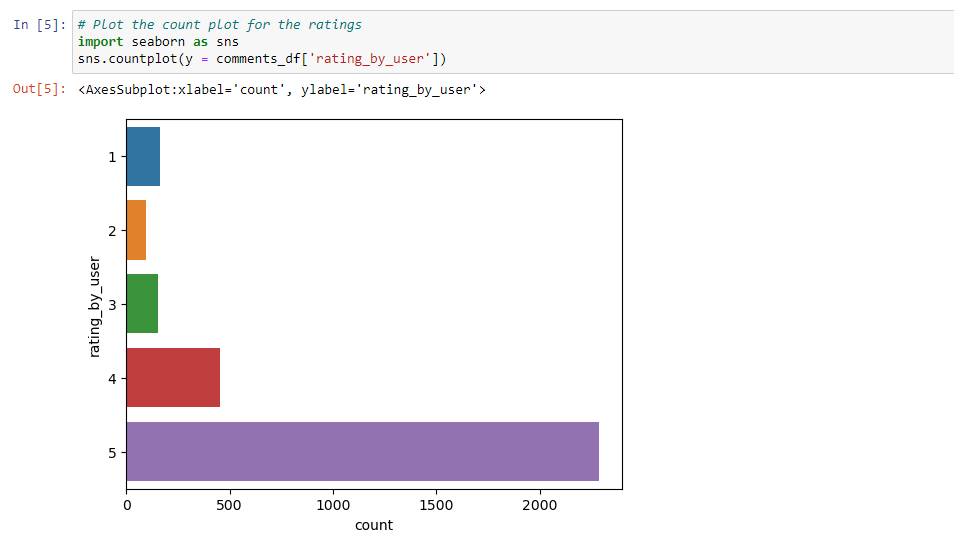 In [5]: # Plot the count plot for the ratings
import seaborn as sns
sns.countplot(y = comments_df['rating_by_user'])
Out[5]: <AxesSubplot:xlabel='count', ylabel='rating_by_user'>
rating_by_user
1
2
3
4
5
0 500 1000 1500 2000
count